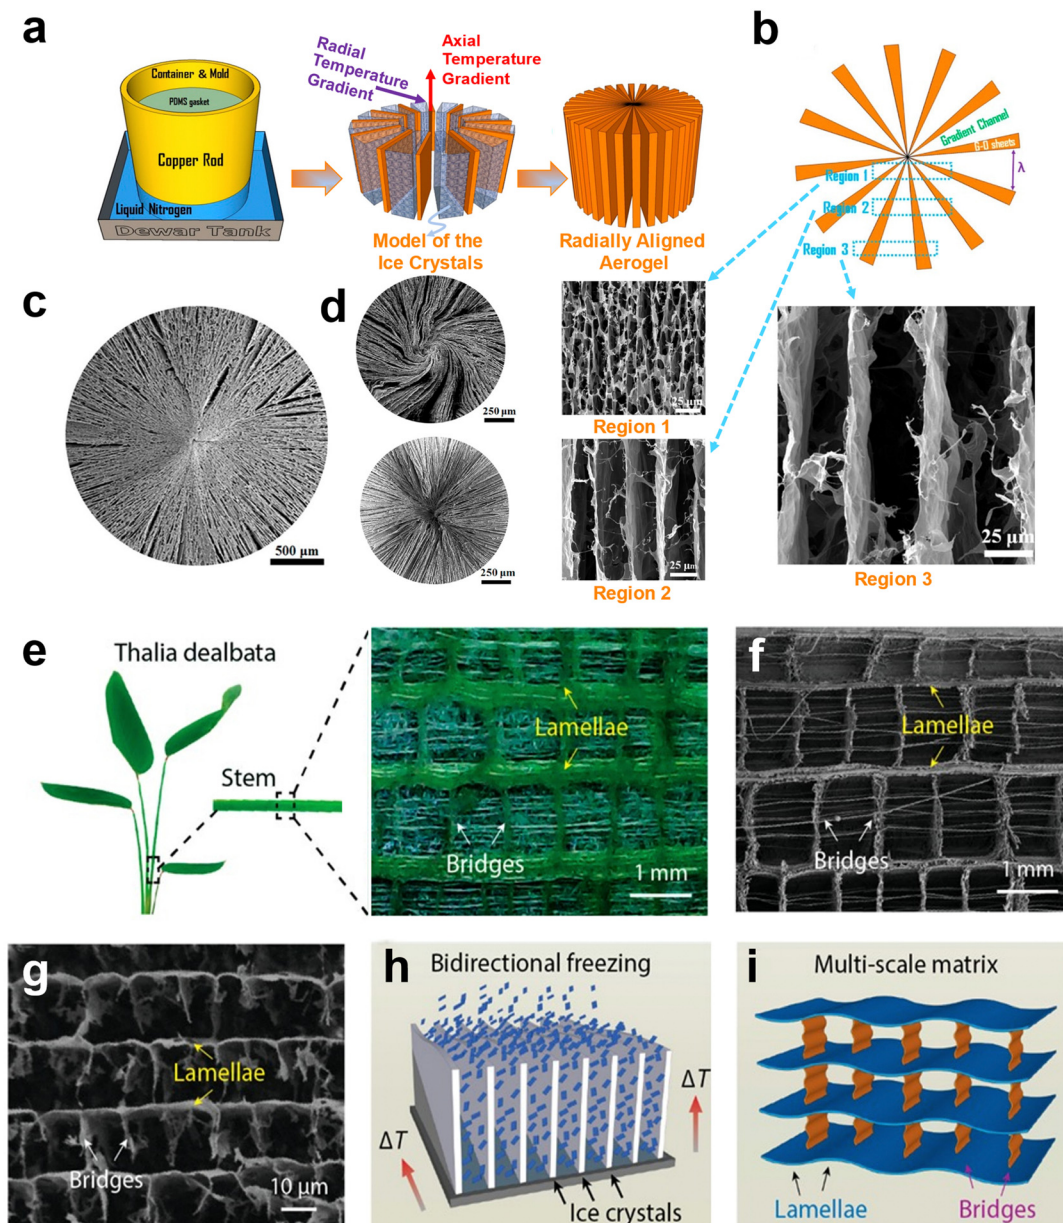 a
Container & Mold
PDMS gasket
Copper Rod
Liquid Nitrogen
Dewar Tank
Radial
Temperature
Gradient
Axial
Temperature
Gradient
Model of the
Ice Crystals
Radially Aligned
Aerogel
b
Gradient Channel
G-O sheets
λ
Region 1
Region 2
Region 3
c
500 μm
d
250 μm
250 μm
25 μm
Region 1
25 μm
Region 2
25 μm
Region 3
e
Thalia dealbata
Stem
Lamellae
Bridges
1 mm
f
Lamellae
Bridges
1 mm
g
Lamellae
Bridges
10 μm
h
Bidirectional freezing
ΔT
ΔT
Ice crystals
i
Multi-scale matrix
Lamellae
Bridges